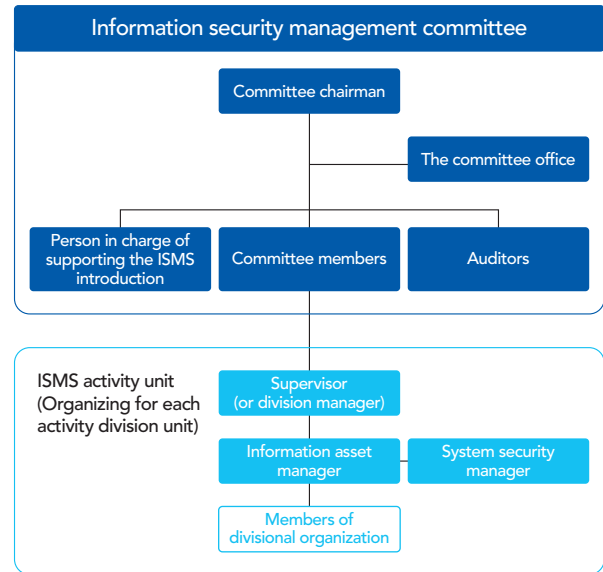 Information security management committee
Committee chairman
The committee office
Person in charge of
supporting the ISMS
introduction
Committee members
Auditors
ISMS activity unit
(Organizing for each
activity division unit)
Supervisor
(or division manager)
Information asset
manager
System security
manager
Members of
divisional organization